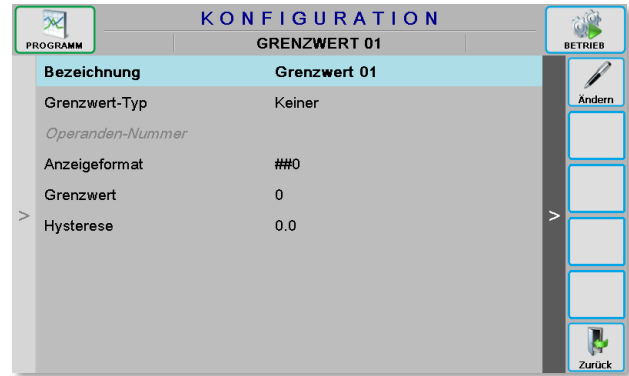 KONFIGURATION
PROGRAMM
GRENZWERT 01
BETRIEB
Bezeichnung Grenzwert 01
Ändern
Grenzwert-Typ Keiner
Operanden-Nummer
Anzeigeformat ##0
Grenzwert 0
> Hysterese 0.0 >
Zurück